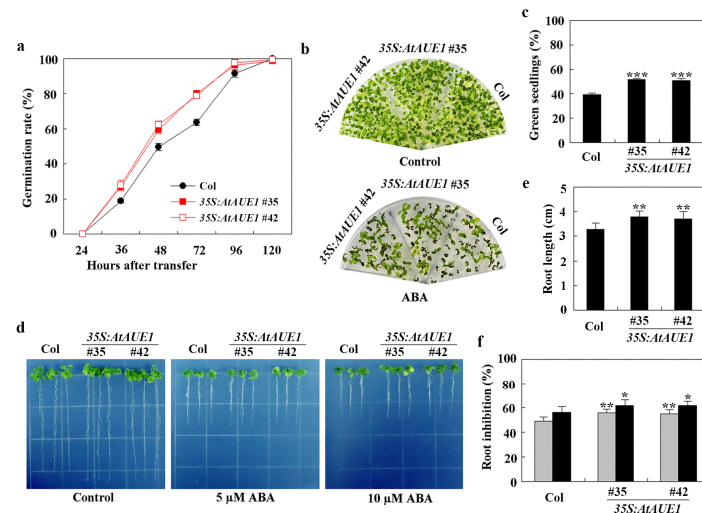 a
Germination rate (%)
100
80
60
40
20
0
Col
35S:AtAUE1 #35
35S:AtAUE1 #42
24 36 48 72 96 120
Hours after transfer
b
35S:AtAUE1 #42
35S:AtAUE1 #35
Col
Control
35S:AtAUE1 #42
35S:AtAUE1 #35
Col
ABA
c
Green seedlings (%)
100
80
60
40
20
0
*** ***
Col #35 #42
35S:AtAUE1
e
Root length (cm)
5
4
3
2
1
0
** **
Col #35 #42
35S:AtAUE1
d
35S:AtAUE1
Col #35 #42
35S:AtAUE1
Col #35 #42
35S:AtAUE1
Col #35 #42
Control
5 µM ABA
10 µM ABA
f
Root inhibition (%)
100
80
60
40
20
0
** * ** *
Col #35 #42
35S:AtAUE1